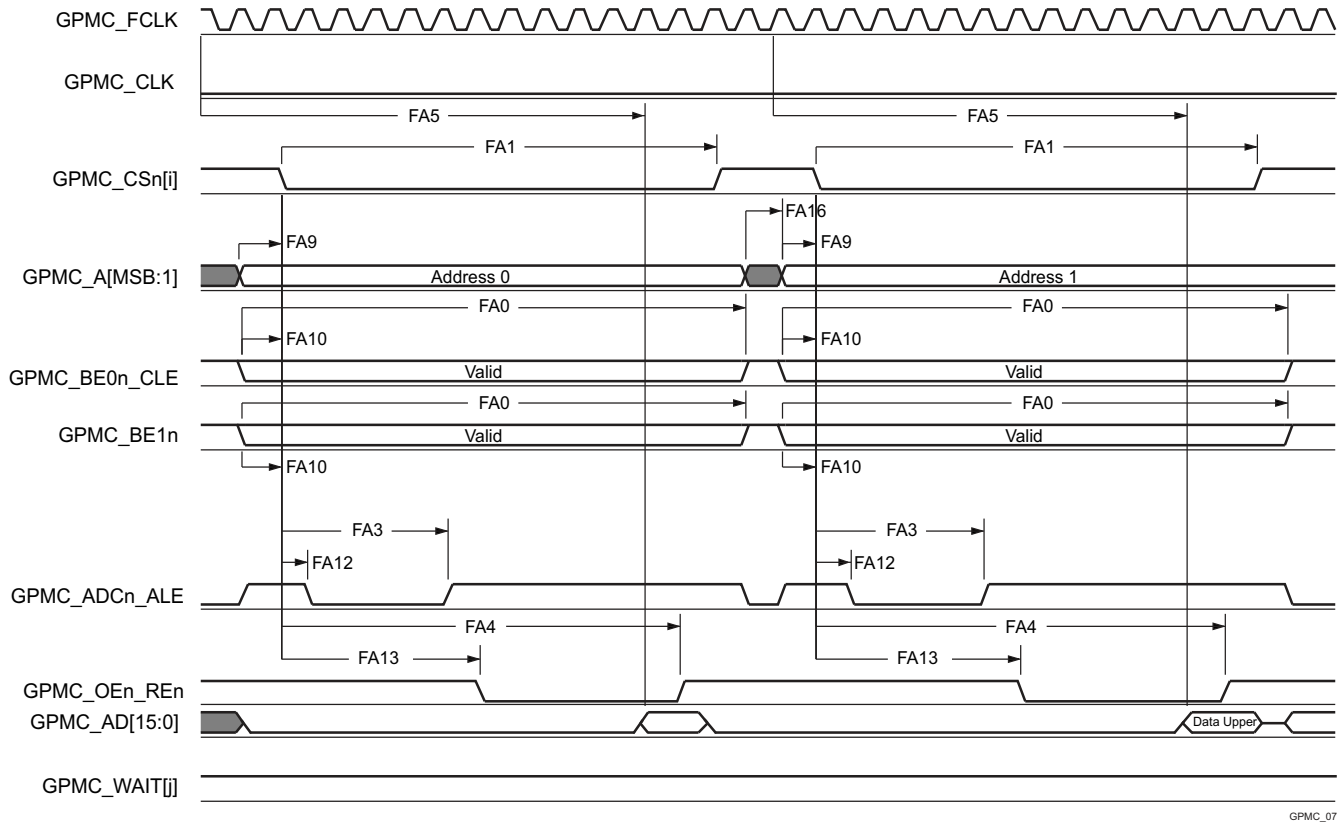 GPMC_FCLK
GPMC_CLK
FA5 FA5
FA1 FA1
GPMC_CSn[i]
FA16
FA9 FA9
GPMC_A[MSB:1] Address 0 Address 1
FA0 FA0
FA10 FA10
GPMC_BE0n_CLE Valid Valid
FA0 FA0
GPMC_BE1n Valid Valid
FA10 FA10
FA3 FA3
FA12 FA12
GPMC_ADCn_ALE
FA4 FA4
FA13 FA13
GPMC_OEn_REn
GPMC_AD[15:0] Data Upper
GPMC_WAIT[j]
GPMC_07